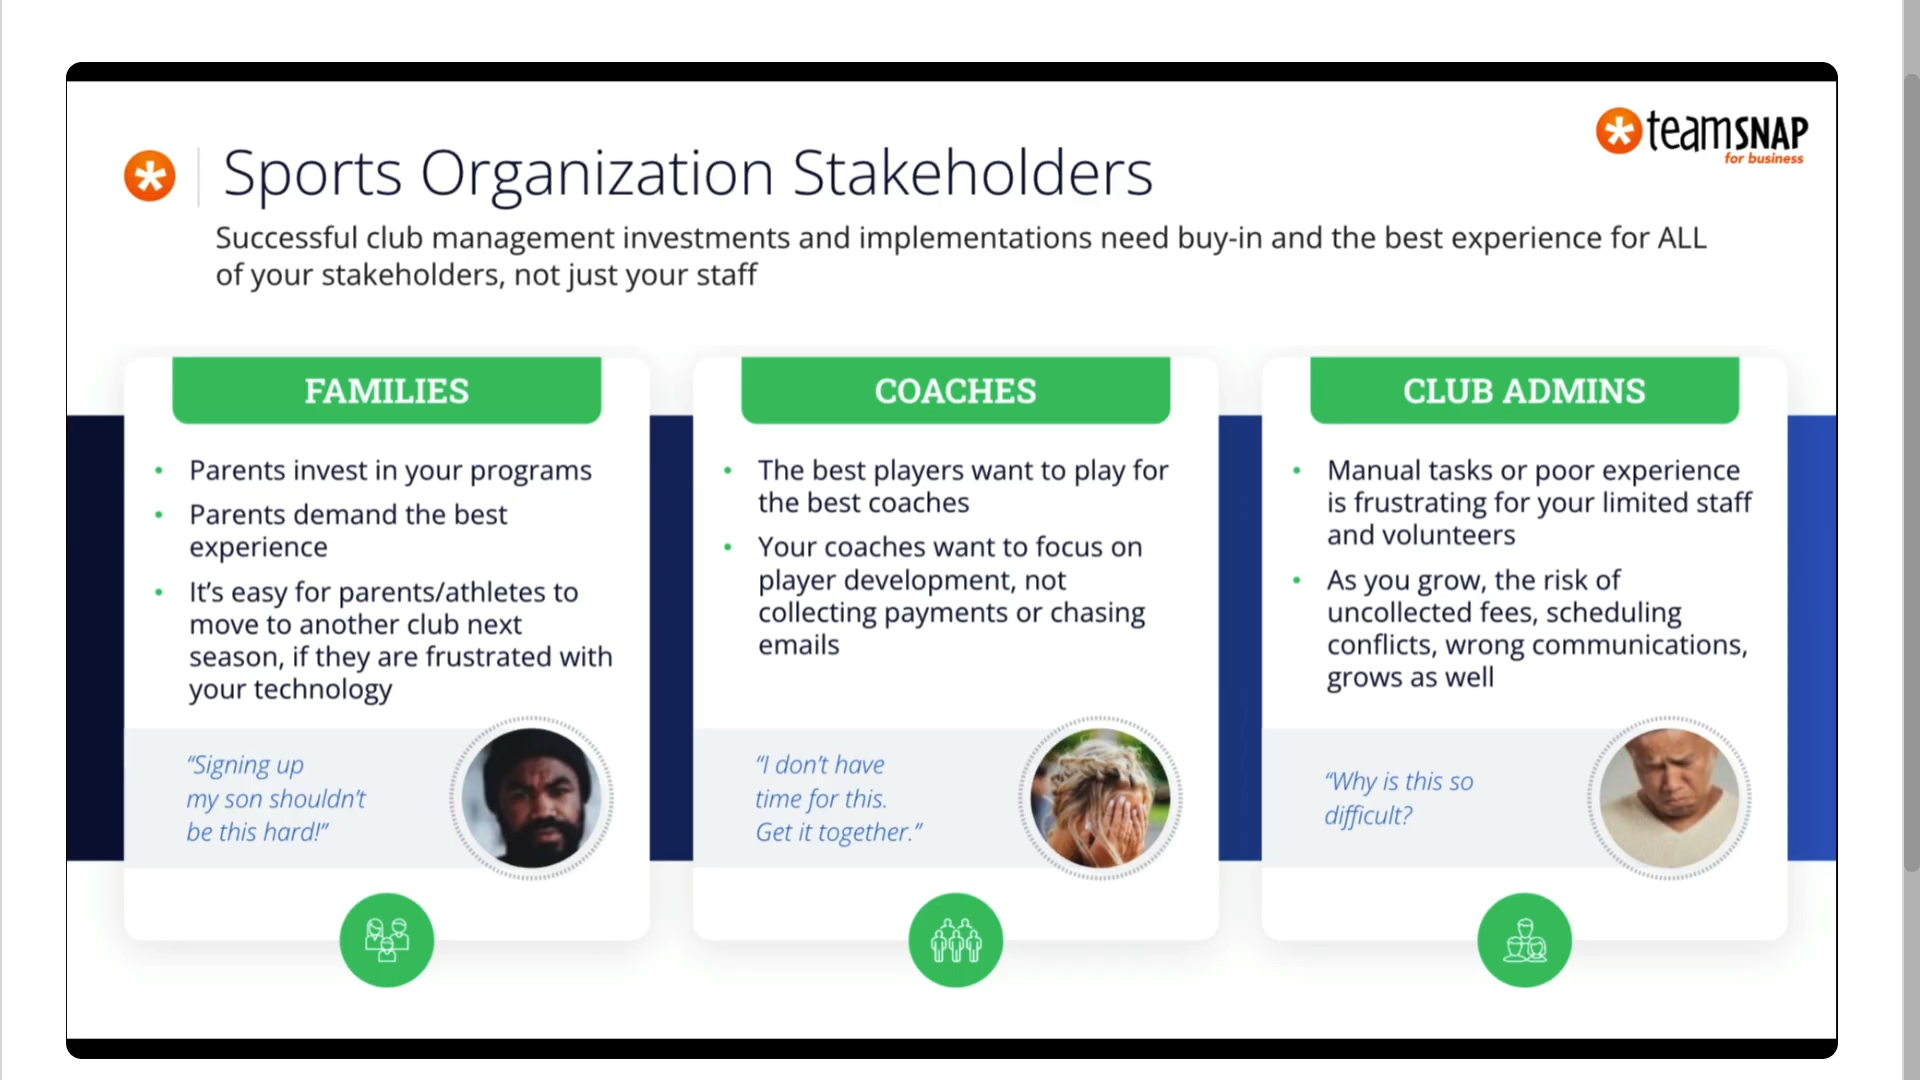 teamSNAP
for business
Sports Organization Stakeholders
Successful club management investments and implementations need buy-in and the best experience for ALL
of your stakeholders, not just your staff
FAMILIES
• Parents invest in your programs
• Parents demand the best
experience
• It’s easy for parents/athletes to
move to another club next
season, if they are frustrated with
your technology
“Signing up
my son shouldn’t
be this hard!”
COACHES
• The best players want to play for
the best coaches
• Your coaches want to focus on
player development, not
collecting payments or chasing
emails
“I don’t have
time for this.
Get it together.”
CLUB ADMINS
• Manual tasks or poor experience
is frustrating for your limited staff
and volunteers
• As you grow, the risk of
uncollected fees, scheduling
conflicts, wrong communications,
grows as well
“Why is this so
difficult?